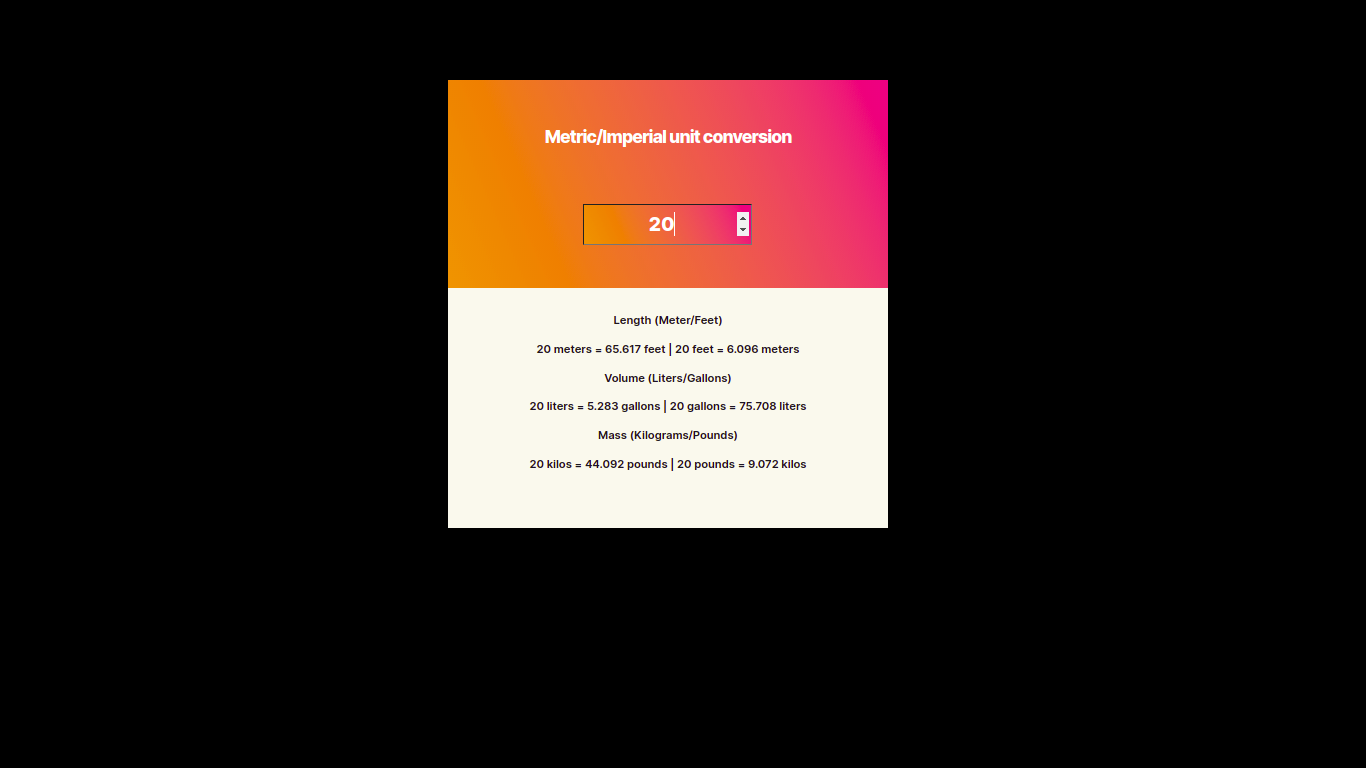 Metric/Imperial unit conversion
20
Length (Meter/Feet)
20 meters = 65.617 feet | 20 feet = 6.096 meters
Volume (Liters/Gallons)
20 liters = 5.283 gallons | 20 gallons = 75.708 liters
Mass (Kilograms/Pounds)
20 kilos = 44.092 pounds | 20 pounds = 9.072 kilos